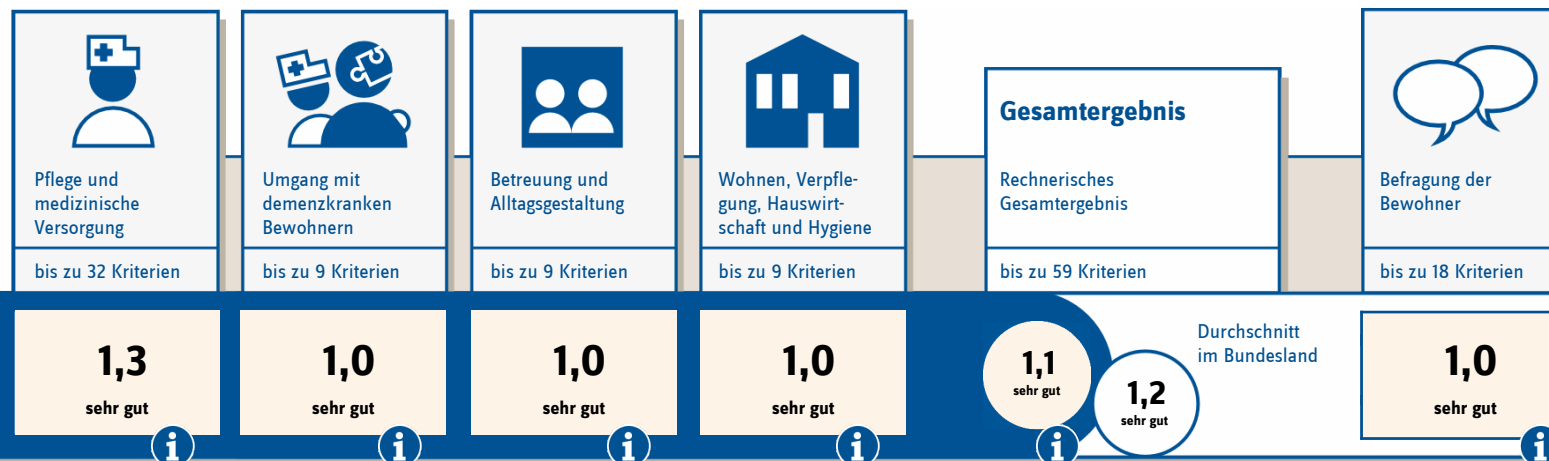 Pflege und
medizinische
Versorgung
bis zu 32 Kriterien
1,3
sehr gut
Umgang mit
demenzkranken
Bewohnern
bis zu 9 Kriterien
1,0
sehr gut
Betreuung und
Alltagsgestaltung
bis zu 9 Kriterien
1,0
sehr gut
Wohnen, Verpfle-
gung, Hauswirt-
schaft und Hygiene
bis zu 9 Kriterien
1,0
sehr gut
Gesamtergebnis
Rechnerisches
Gesamtergebnis
bis zu 59 Kriterien
1,1
sehr gut
1,2
sehr gut
Durchschnitt
im Bundesland
Befragung der
Bewohner
bis zu 18 Kriterien
1,0
sehr gut